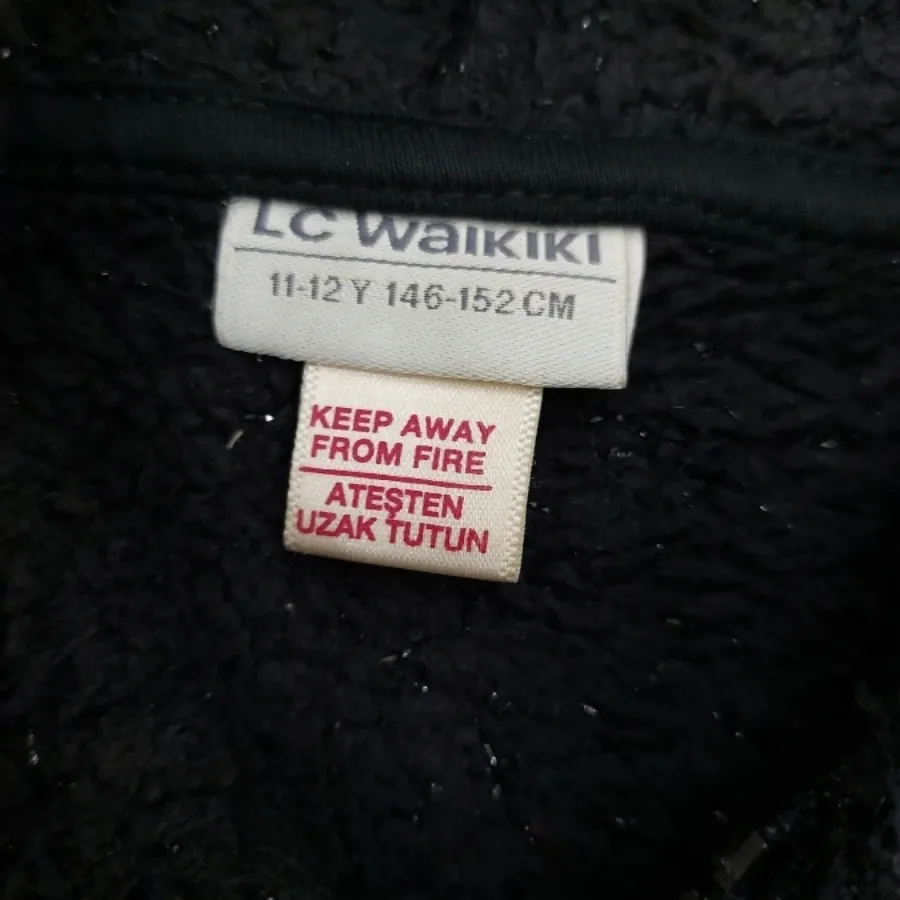 LC Waikiki
11-12 Y 146-152 CM
KEEP AWAY
FROM FIRE
ATEŞTEN
UZAK TUTUN